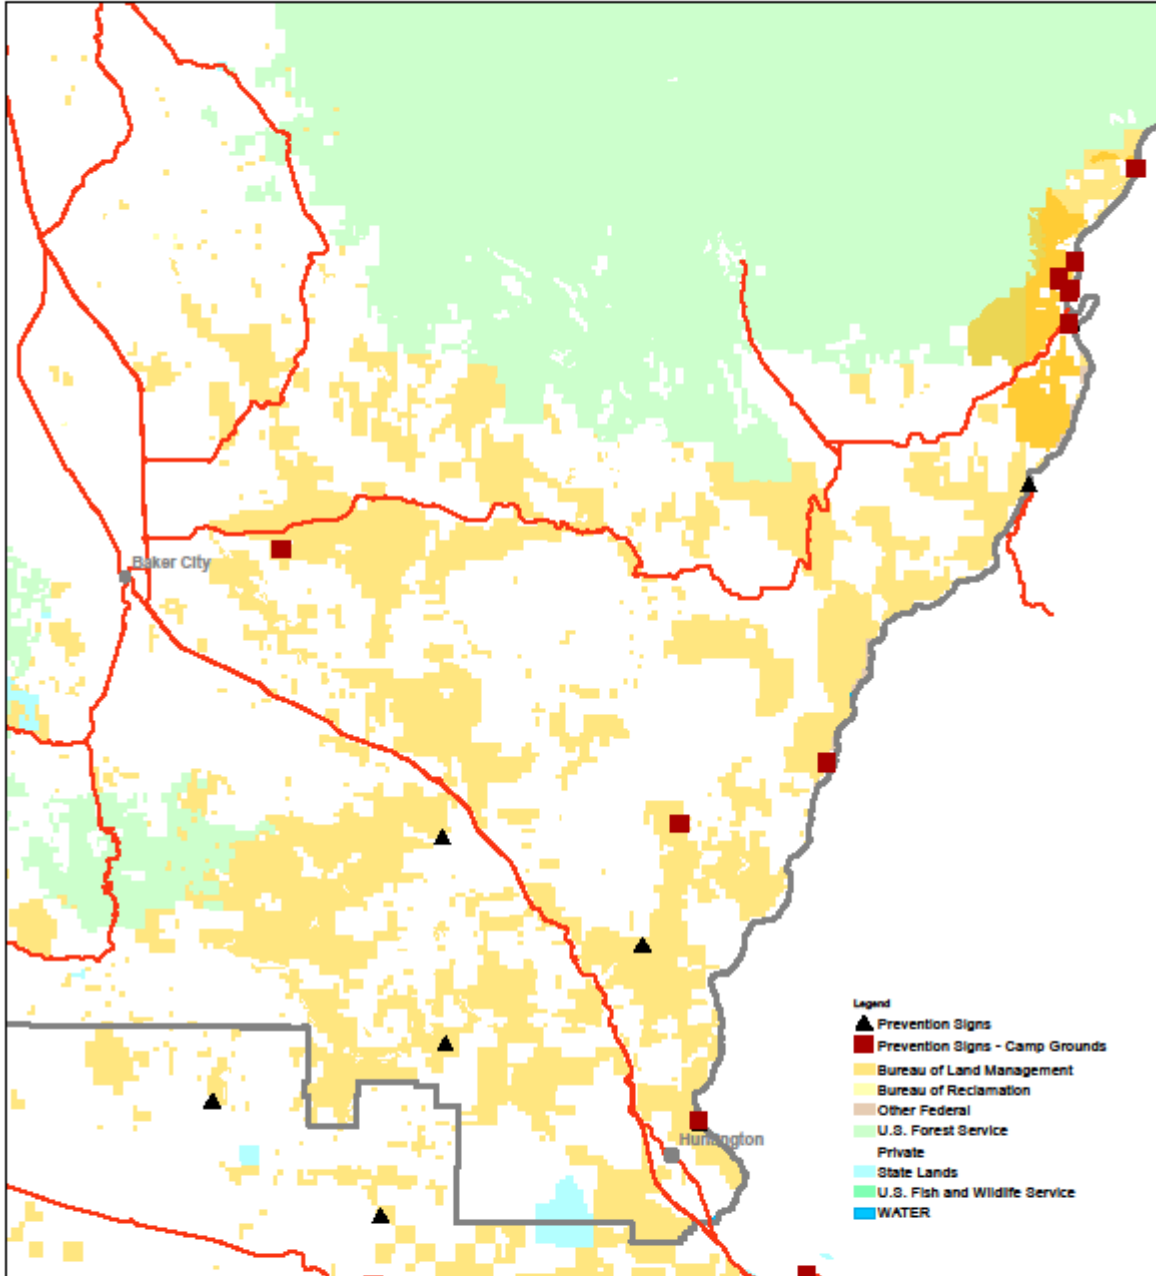 Baker City
Huntington
Legend
Prevention Signs
Prevention Signs - Camp Grounds
Bureau of Land Management
Bureau of Reclamation
Other Federal
U.S. Forest Service
Private
State Lands
U.S. Fish and Wildlife Service
WATER